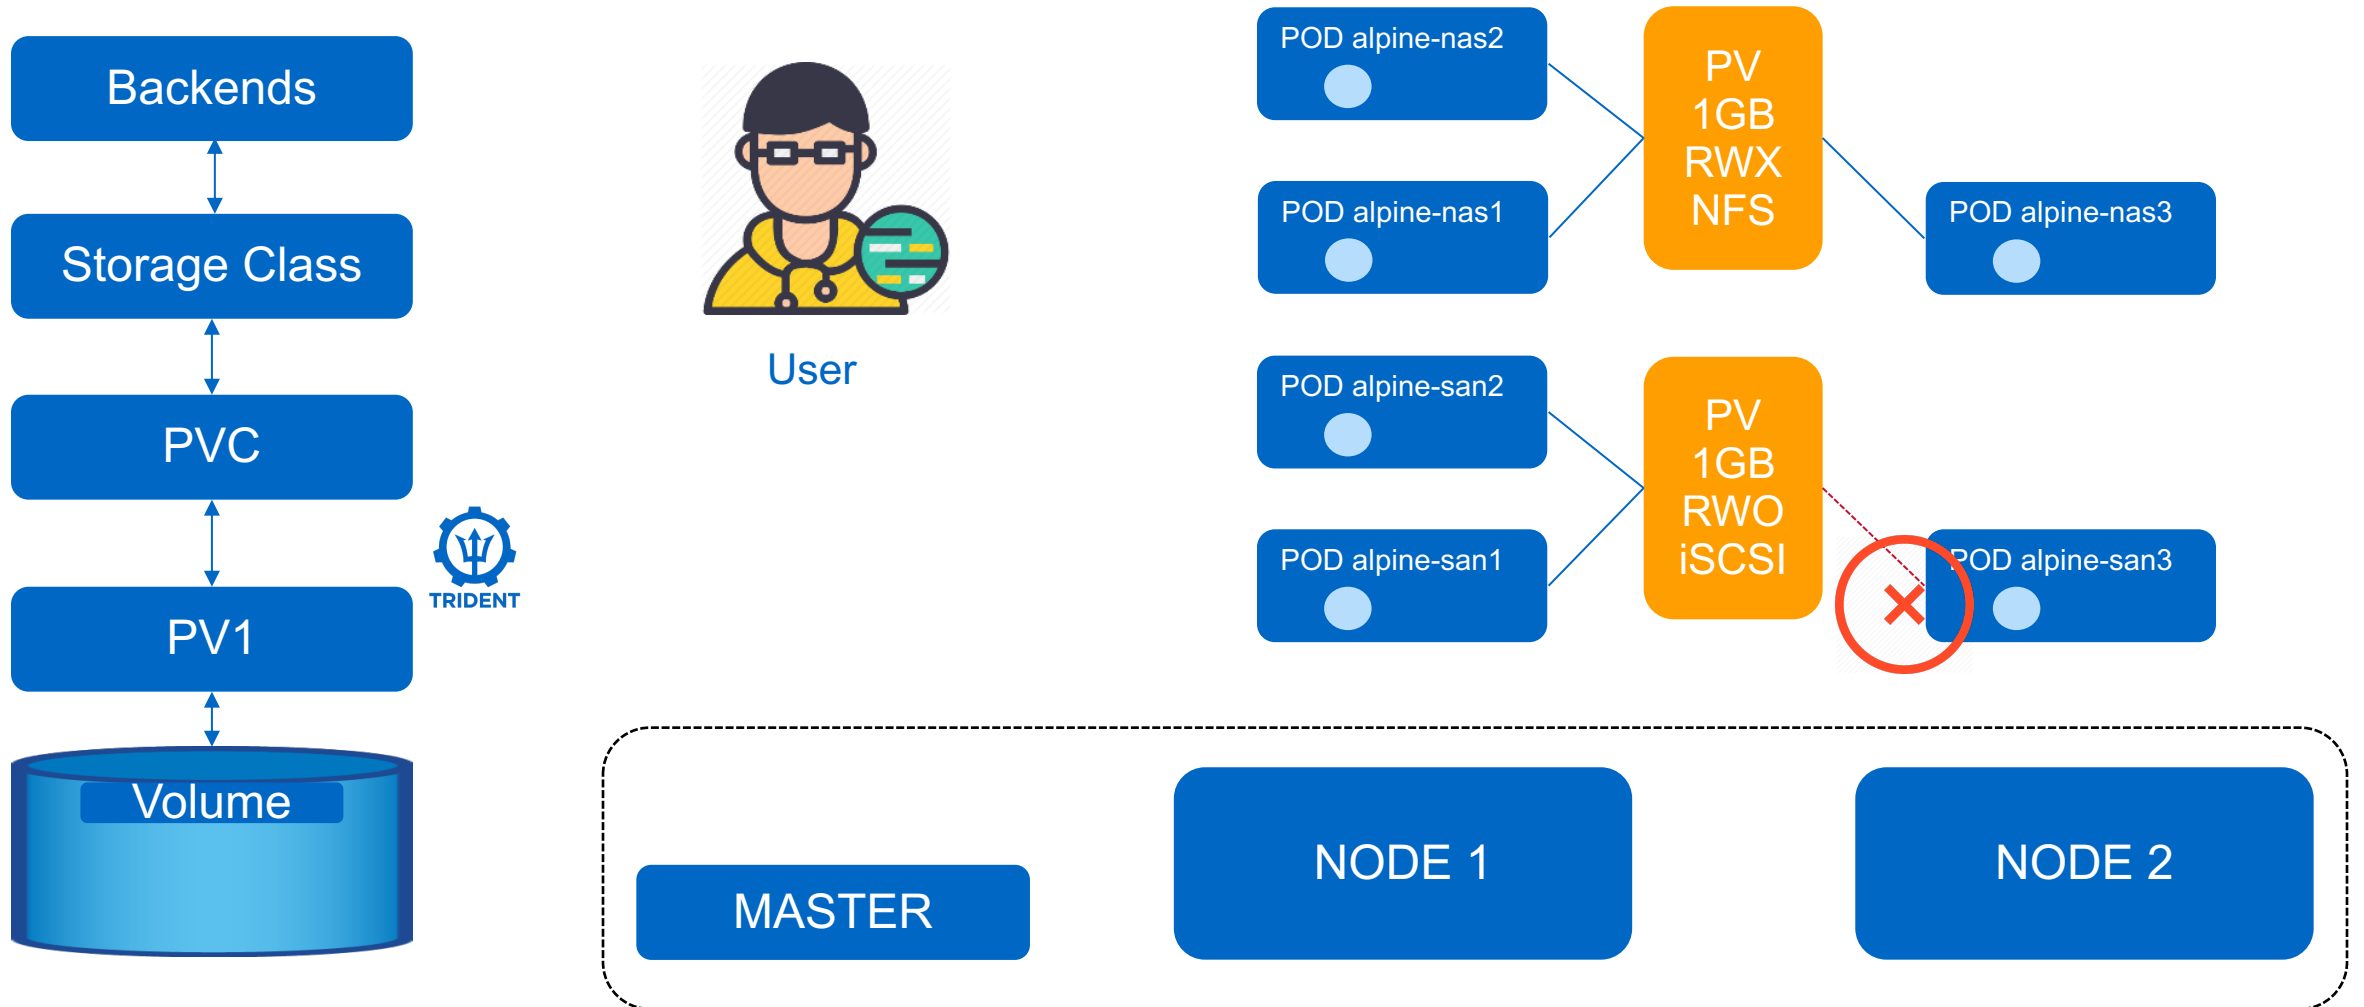 Backends
Storage Class
PVC
TRIDENT
PV1
Volume
User
POD alpine-nas2
POD alpine-nas1
PV
1GB
RWX
NFS
POD alpine-nas3
POD alpine-san2
POD alpine-san1
PV
1GB
RWO
iSCSI
POD alpine-san3
MASTER
NODE 1
NODE 2